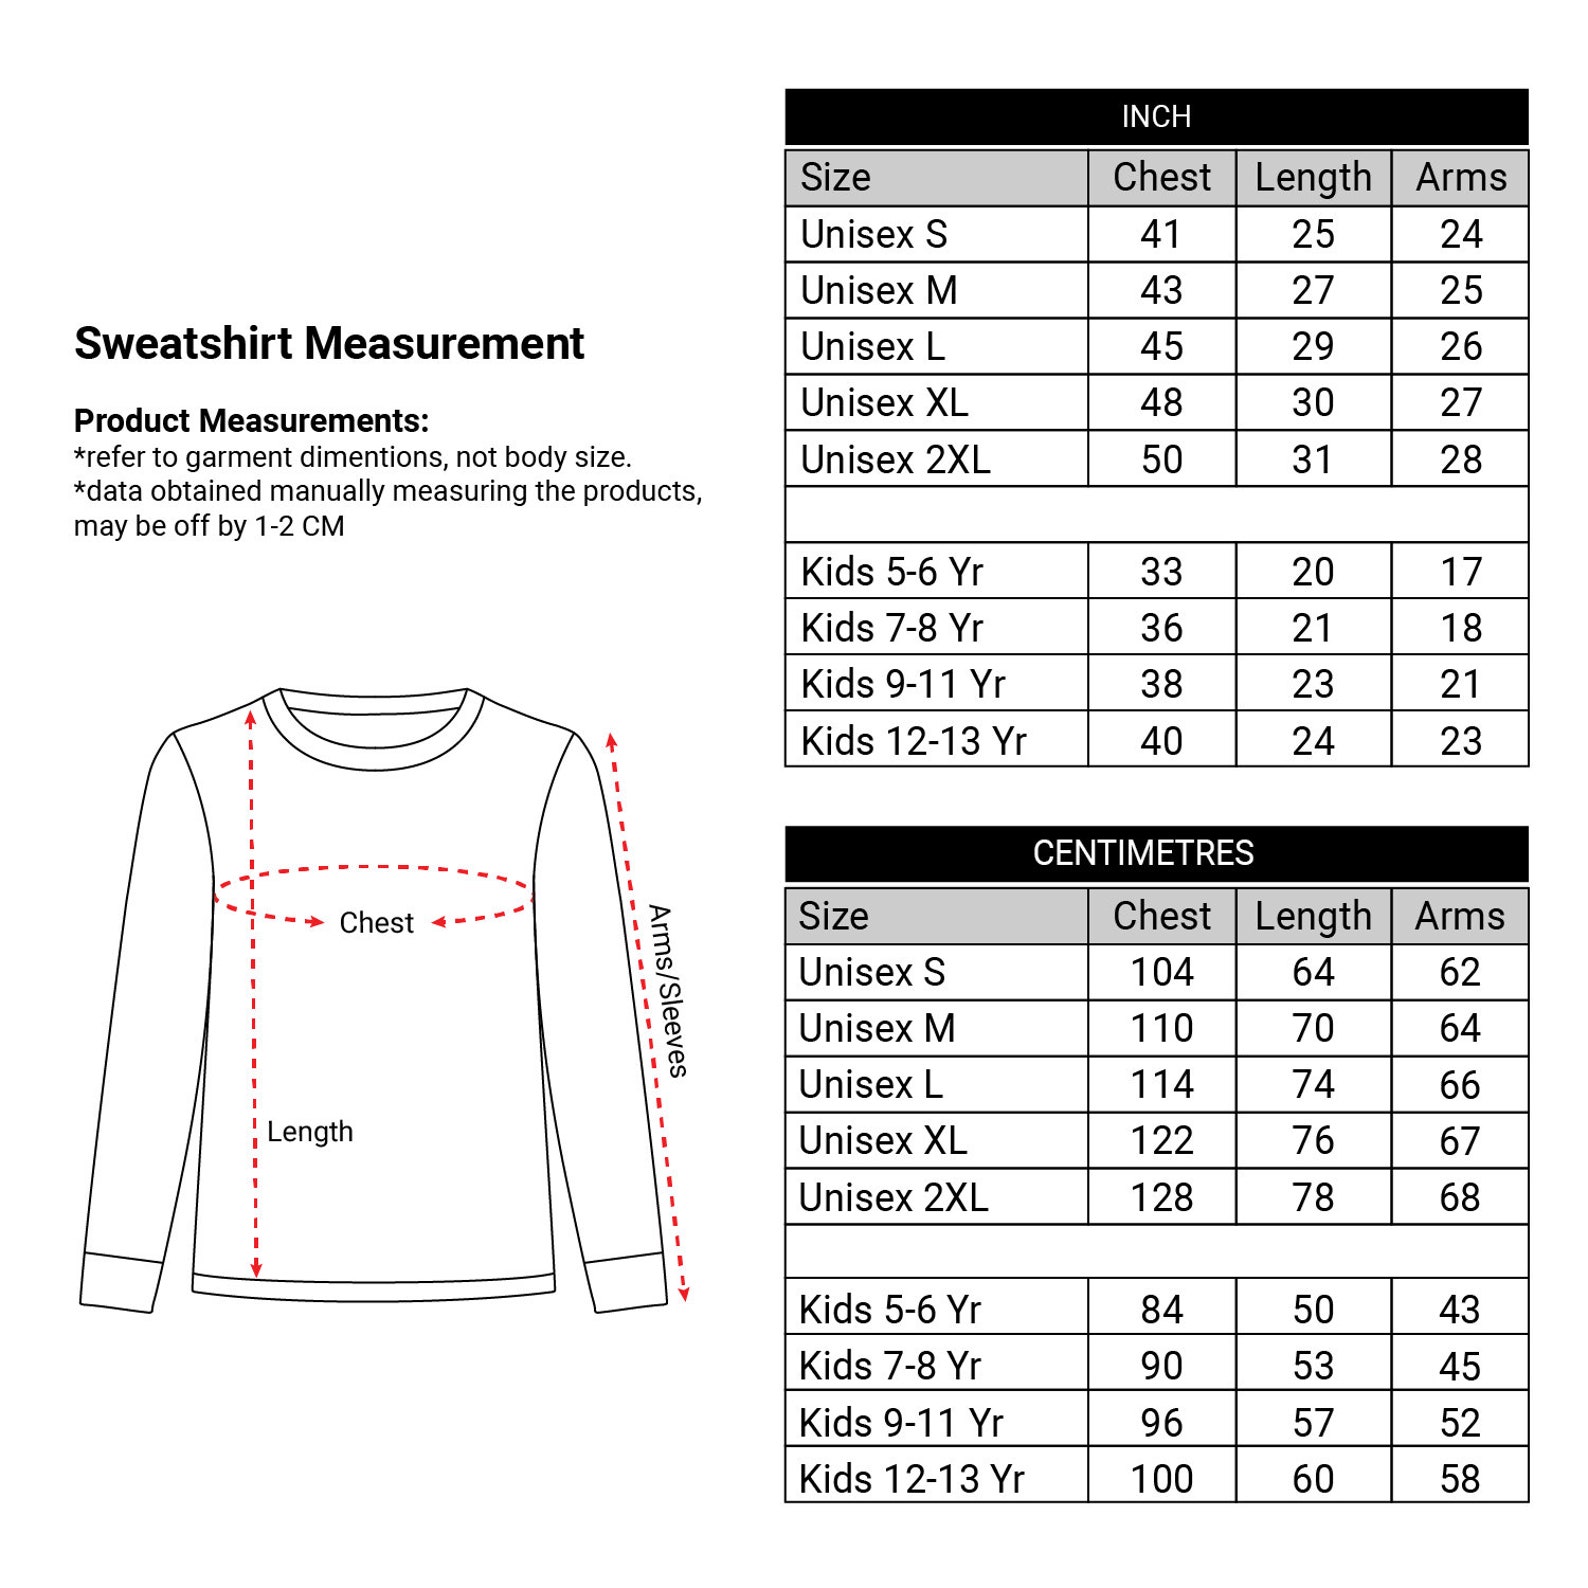 Sweatshirt Measurement
Product Measurements:
*refer to garment dimentions, not body size.
*data obtained manually measuring the products,
may be off by 1-2 CM
Chest
Length
Arms/Sleeves
INCH
Size Chest Length Arms
Unisex S 41 25 24
Unisex M 43 27 25
Unisex L 45 29 26
Unisex XL 48 30 27
Unisex 2XL 50 31 28
Kids 5-6 Yr 33 20 17
Kids 7-8 Yr 36 21 18
Kids 9-11 Yr 38 23 21
Kids 12-13 Yr 40 24 23
CENTIMETRES
Size Chest Length Arms
Unisex S 104 64 62
Unisex M 110 70 64
Unisex L 114 74 66
Unisex XL 122 76 67
Unisex 2XL 128 78 68
Kids 5-6 Yr 84 50 43
Kids 7-8 Yr 90 53 45
Kids 9-11 Yr 96 57 52
Kids 12-13 Yr 100 60 58